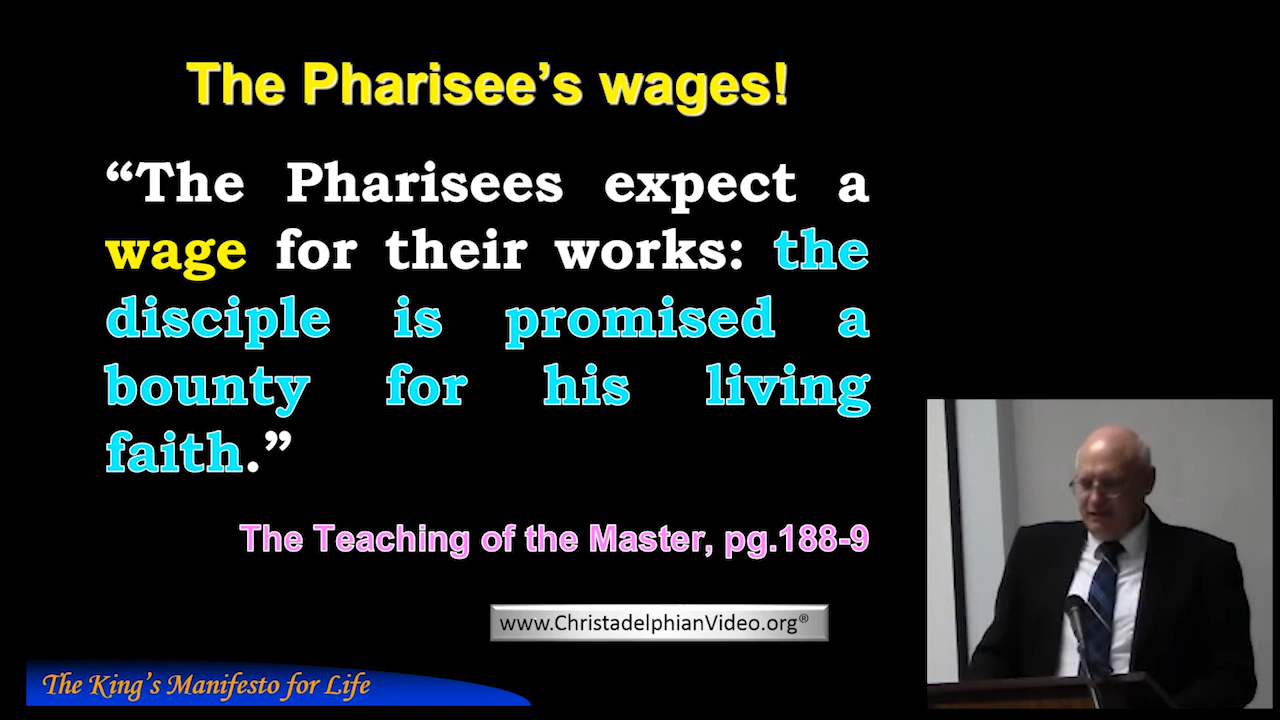 The Pharisee’s wages!
“The Pharisees expect a
wage for their works: the
disciple is promised a
bounty for his living
faith.”
The Teaching of the Master, pg.188-9
www.ChristadelphianVideo.org®
The King’s Manifesto for Life